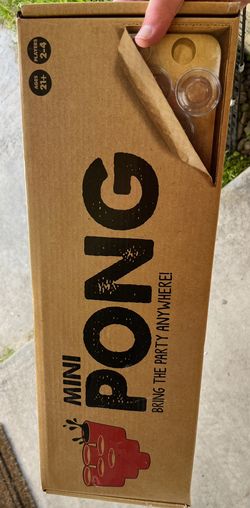 PLAYERS
2-4
AGES
21+
MINI
PONG
BRING THE PARTY ANYWHERE!